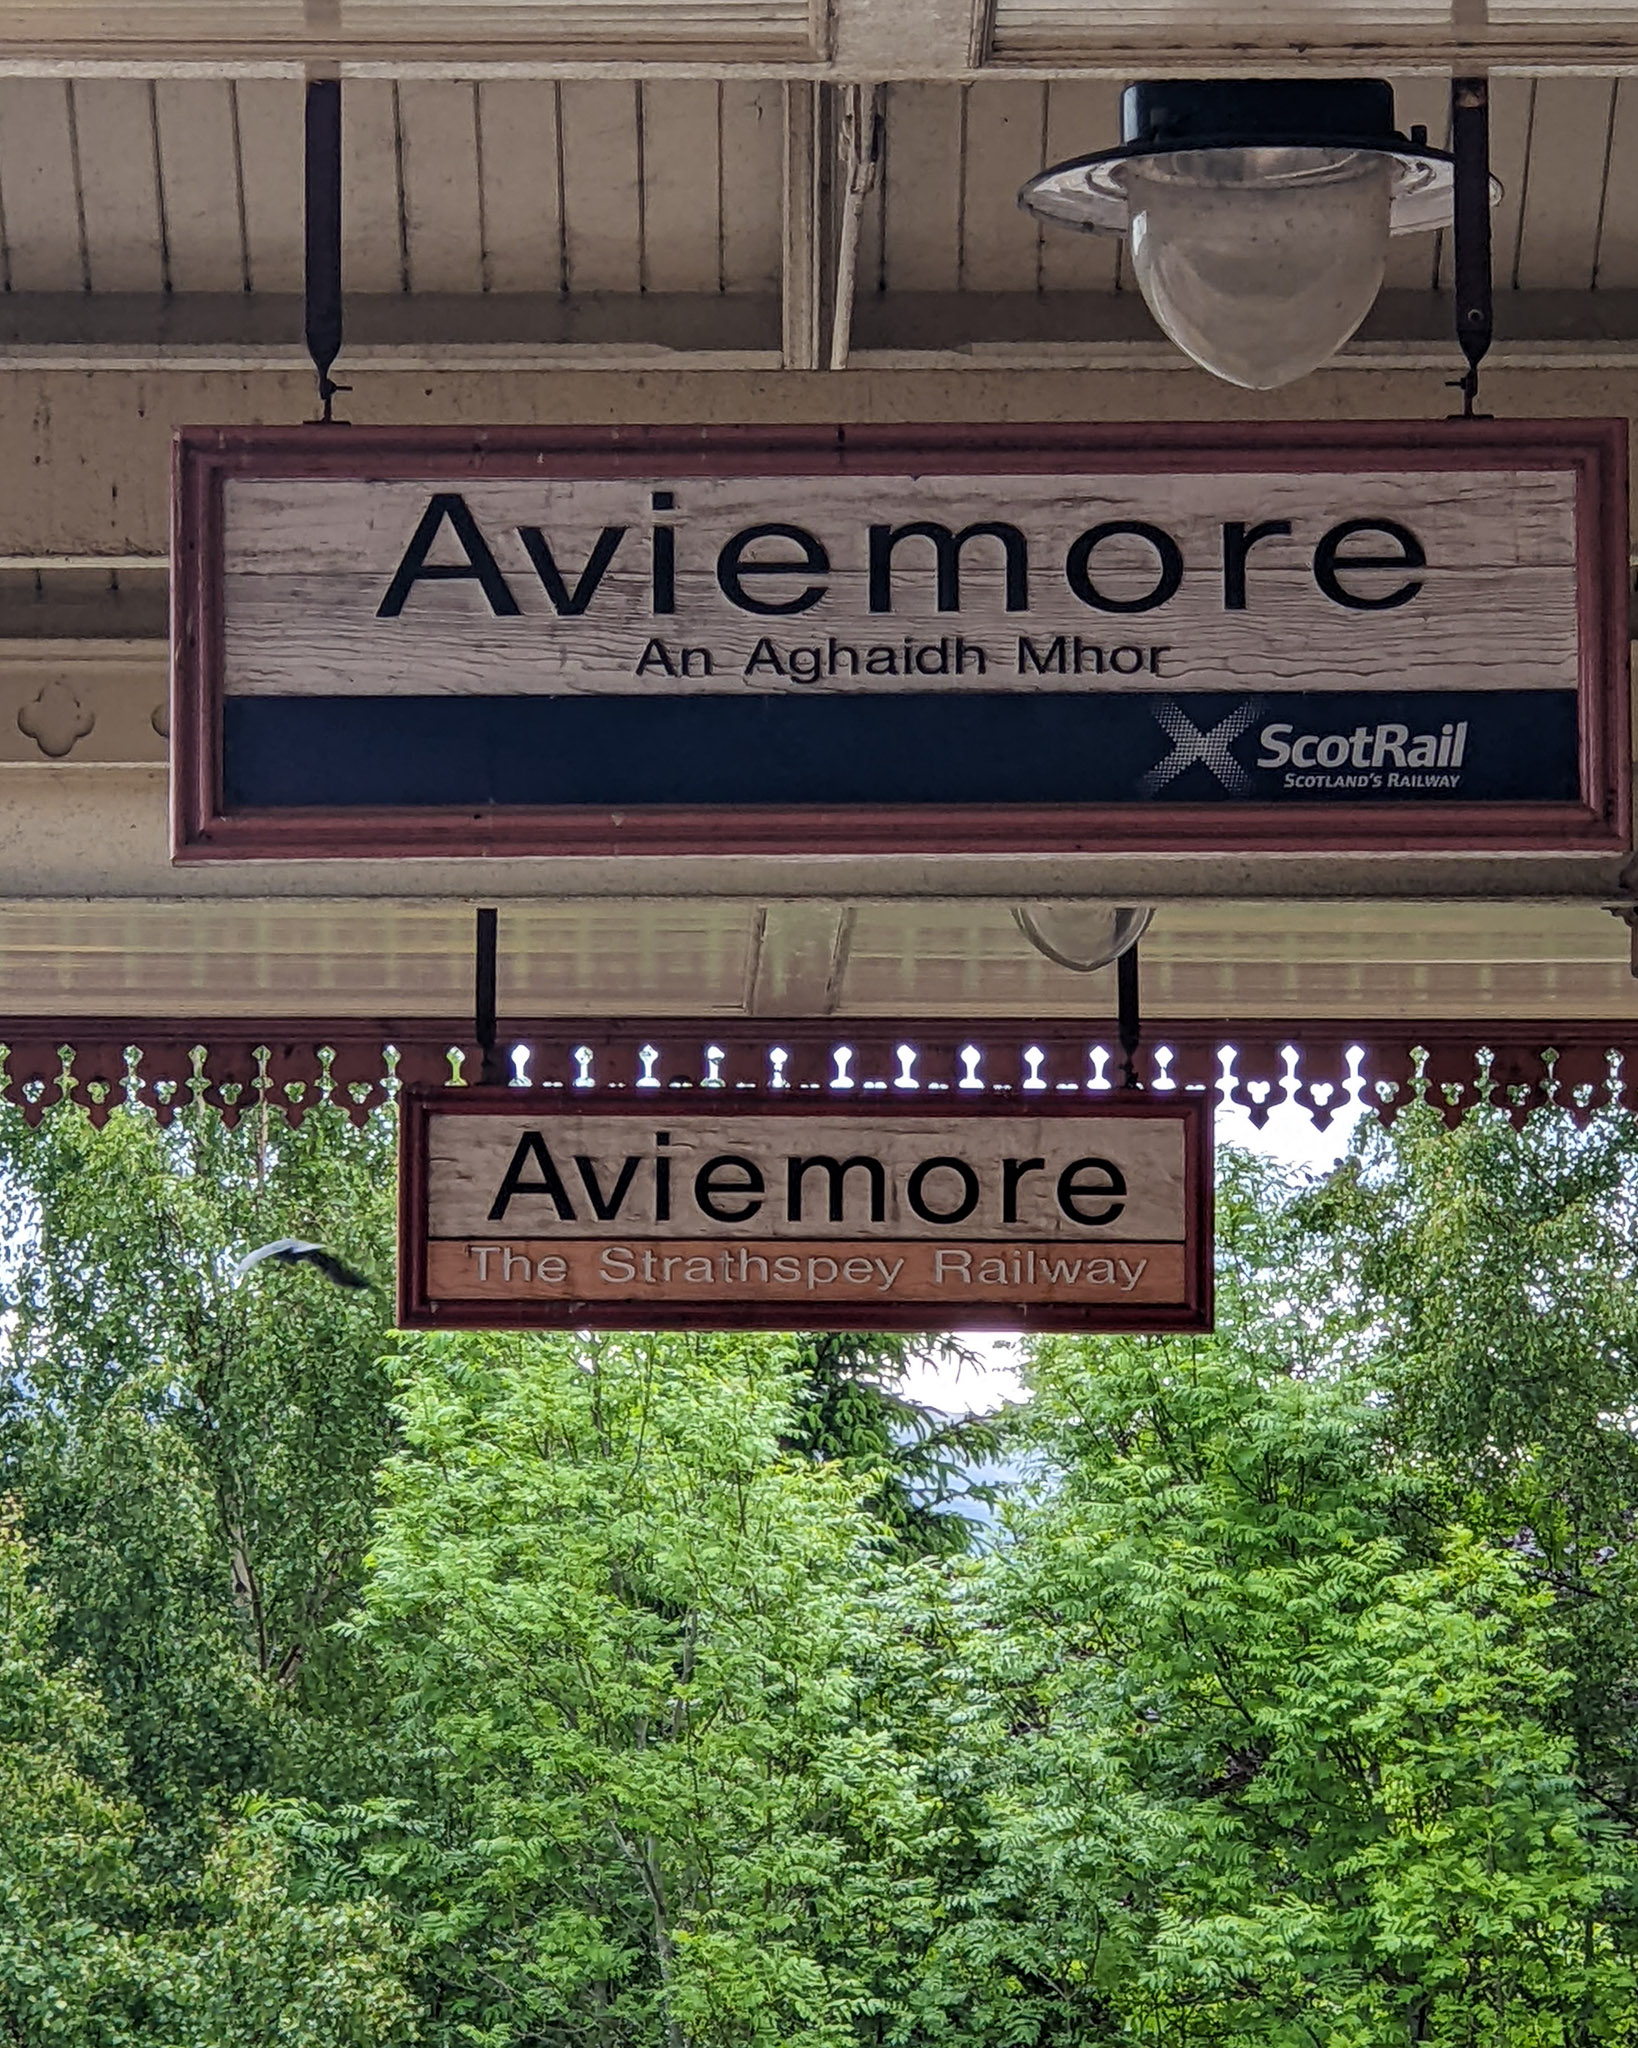 Aviemore
An Aghaidh Mhor
ScotRail
SCOTLAND'S RAILWAY
Aviemore
The Strathspey Railway